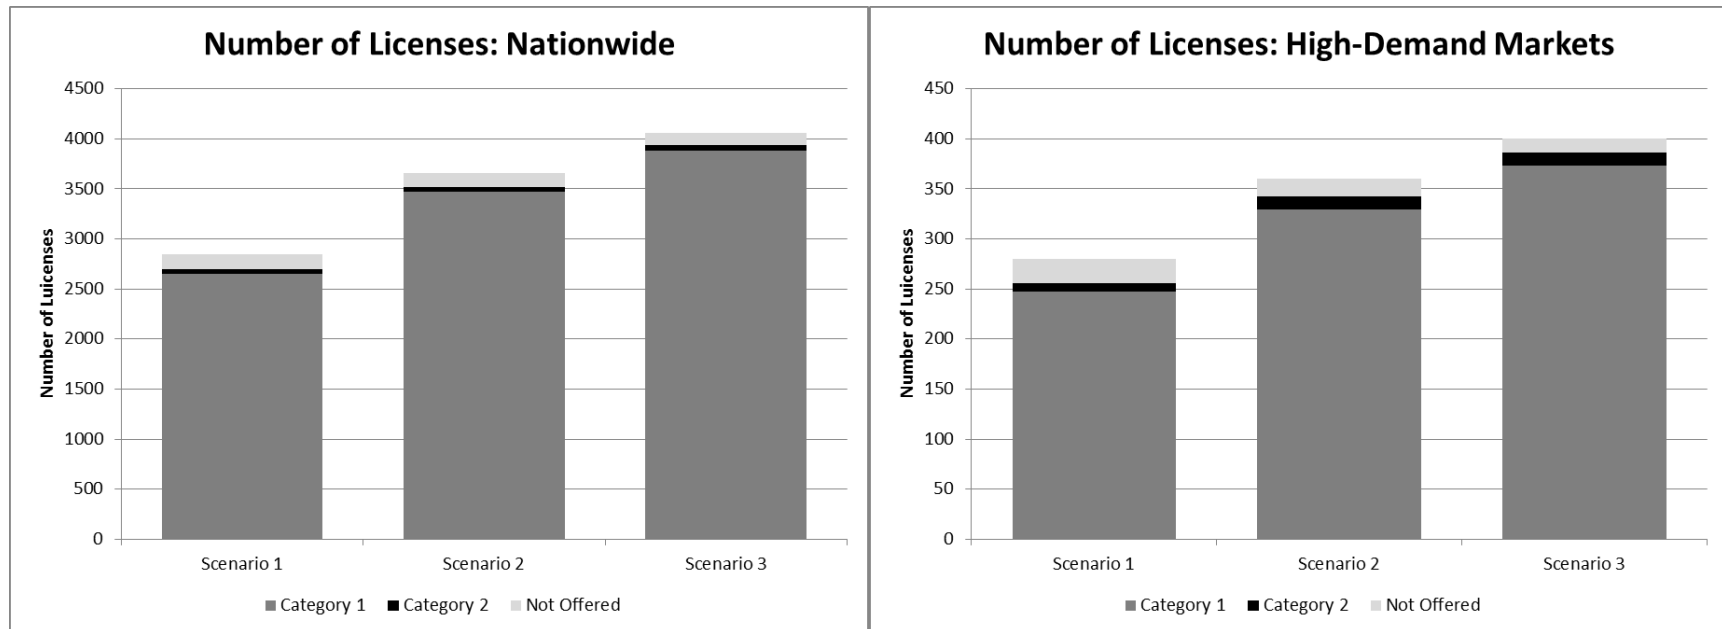 Number of Licenses: Nationwide
4500
4000
3500
3000
2500
2000
1500
1000
500
0
Number of Luicenses
Scenario 1
Scenario 2
Scenario 3
Category 1
Category 2
Not Offered
Number of Licenses: High-Demand Markets
450
400
350
300
250
200
150
100
50
0
Number of Luicenses
Scenario 1
Scenario 2
Scenario 3
Category 1
Category 2
Not Offered